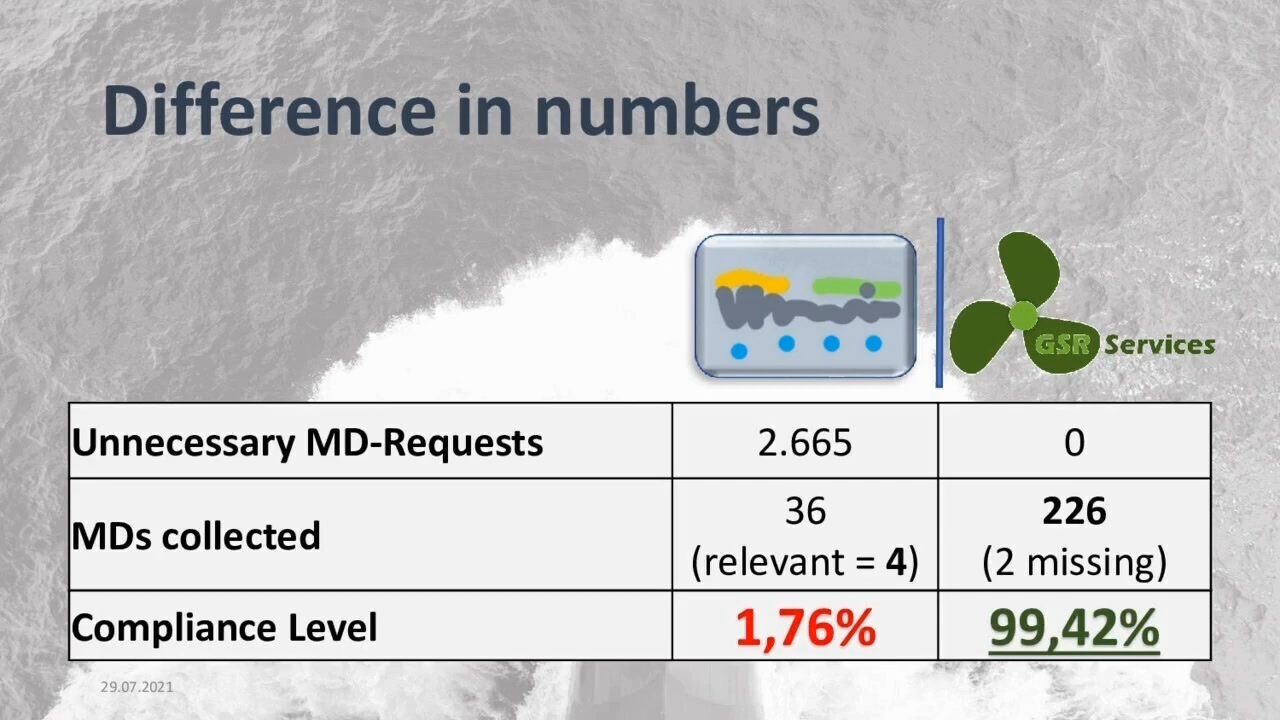 Difference in numbers
GSR Services
Unnecessary MD-Requests 2.665 0
MDs collected 36 226
(relevant = 4) (2 missing)
Compliance Level 1,76% 99,42%
29.07.2021